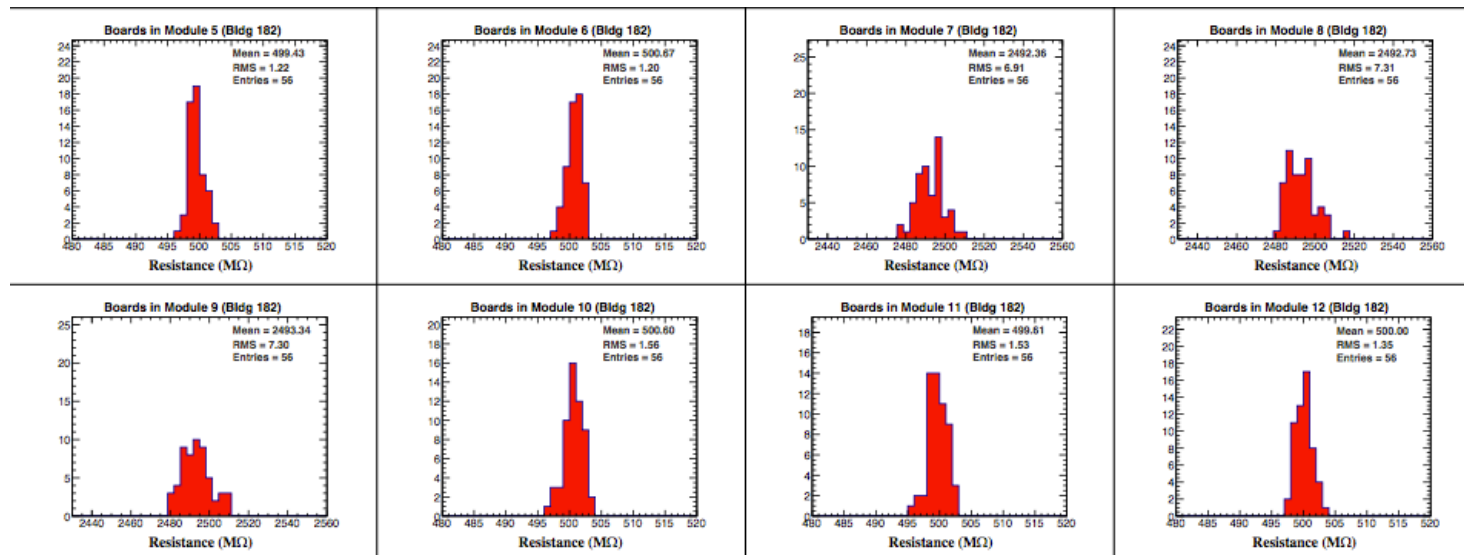 Boards in Module 5 (Bldg 182)
Mean = 499.43
RMS = 1.22
Entries = 56
24
22
20
18
16
14
12
10
8
6
4
2
0
480 485 490 495 500 505 510 515 520
Resistance (MΩ)
Boards in Module 6 (Bldg 182)
Mean = 500.67
RMS = 1.20
Entries = 56
24
22
20
18
16
14
12
10
8
6
4
2
0
480 485 490 495 500 505 510 515 520
Resistance (MΩ)
Boards in Module 7 (Bldg 182)
Mean = 2492.36
RMS = 6.91
Entries = 56
25
20
15
10
5
0
2440 2460 2480 2500 2520 2540 2560
Resistance (MΩ)
Boards in Module 8 (Bldg 182)
Mean = 2492.73
RMS = 7.31
Entries = 56
24
22
20
18
16
14
12
10
8
6
4
2
0
2440 2460 2480 2500 2520 2540 2560
Resistance (MΩ)
Boards in Module 9 (Bldg 182)
Mean = 2493.34
RMS = 7.30
Entries = 56
25
20
15
10
5
0
2440 2460 2480 2500 2520 2540 2560
Resistance (MΩ)
Boards in Module 10 (Bldg 182)
Mean = 500.60
RMS = 1.56
Entries = 56
20
18
16
14
12
10
8
6
4
2
0
480 485 490 495 500 505 510 515 520
Resistance (MΩ)
Boards in Module 11 (Bldg 182)
Mean = 499.61
RMS = 1.53
Entries = 56
18
16
14
12
10
8
6
4
2
0
480 485 490 495 500 505 510 515 520
Resistance (MΩ)
Boards in Module 12 (Bldg 182)
Mean = 500.00
RMS = 1.35
Entries = 56
22
20
18
16
14
12
10
8
6
4
2
0
480 485 490 495 500 505 510 515 520
Resistance (MΩ)